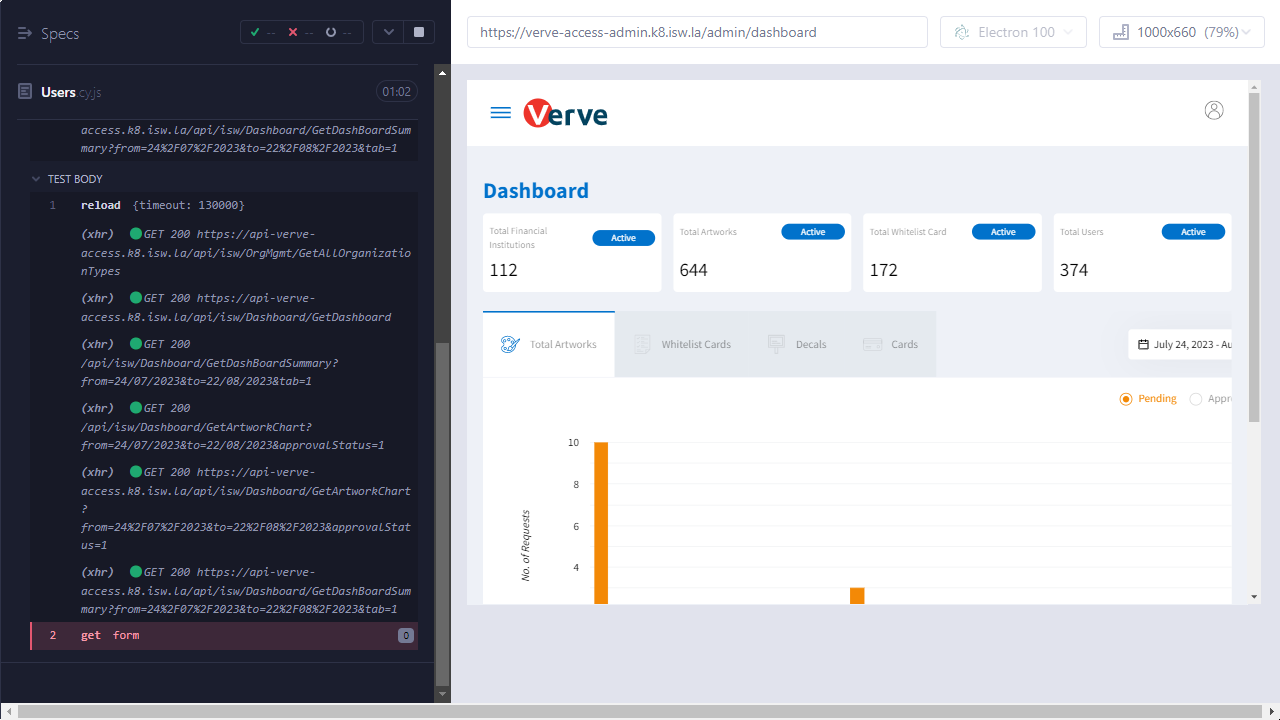 Specs
-- -- --
Users.cy.js
01:02
access.k8.isw.la/api/isw/Dashboard/GetDashBoardSum
mary?from=24%2F07%2F2023&to=22%2F08%2F2023&tab=1
TEST BODY
1 reload {timeout: 130000}
(xhr) GET 200 https://api-verve-
access.k8.isw.la/api/isw/OrgMgmt/GetAllOrganizatio
nTypes
(xhr) GET 200 https://api-verve-
access.k8.isw.la/api/isw/Dashboard/GetDashboard
(xhr) GET 200
/api/isw/Dashboard/GetDashBoardSummary?
from=24/07/2023&to=22/08/2023&tab=1
(xhr) GET 200
/api/isw/Dashboard/GetArtworkChart?
from=24/07/2023&to=22/08/2023&approvalStatus=1
(xhr) GET 200 https://api-verve-
access.k8.isw.la/api/isw/Dashboard/GetArtworkChart
?
from=24%2F07%2F2023&to=22%2F08%2F2023&approvalStat
us=1
(xhr) GET 200 https://api-verve-
access.k8.isw.la/api/isw/Dashboard/GetDashBoardSum
mary?from=24%2F07%2F2023&to=22%2F08%2F2023&tab=1
2 get form 0
https://verve-access-admin.k8.isw.la/admin/dashboard
Electron 100
1000x660 (79%)
Verve
Dashboard
Total Financial
Institutions
Active
112
Total Artworks
Active
644
Total Whitelist Card
Active
172
Total Users
Active
374
Total Artworks
Whitelist Cards
Decals
Cards
July 24, 2023 - Au
Pending
Appr
No. of Requests
10
8
6
4